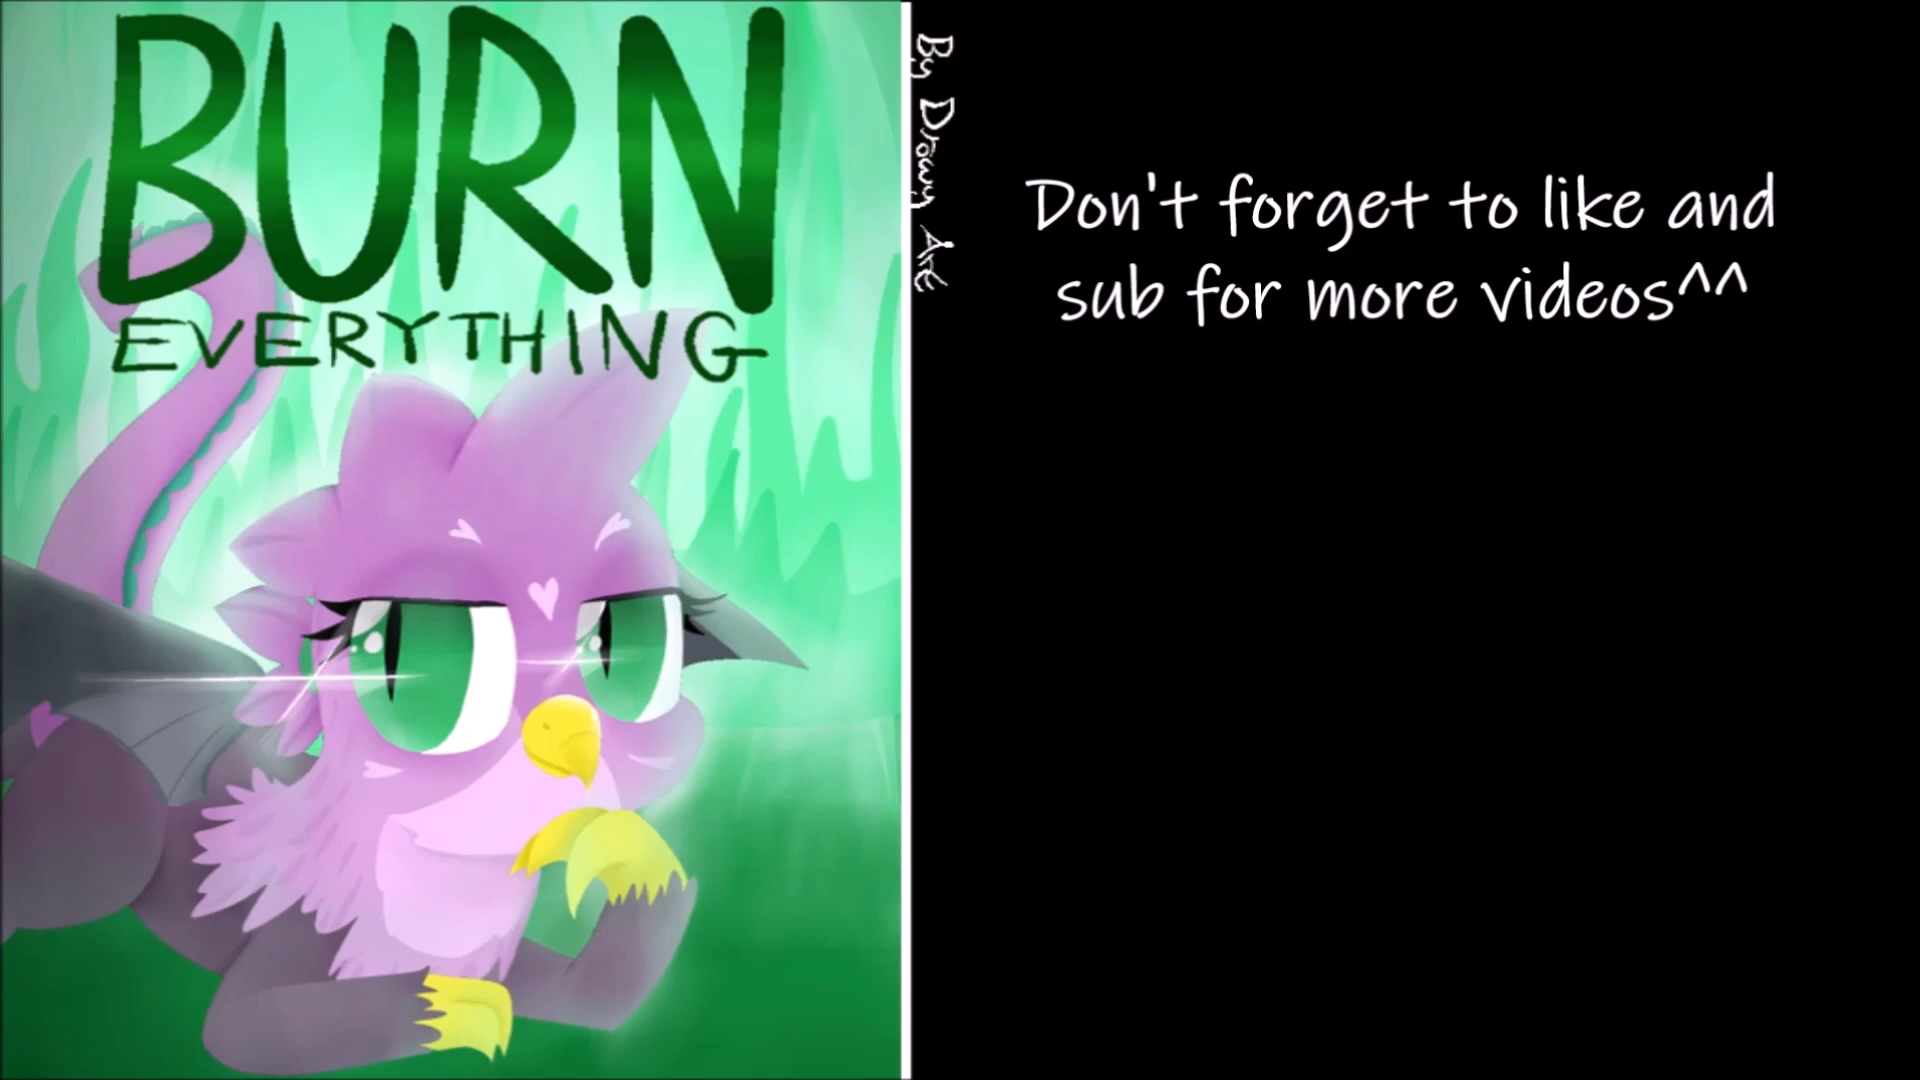 BURN
EVERYTHING
By Drawy Art
Don't forget to like and
sub for more videos^^